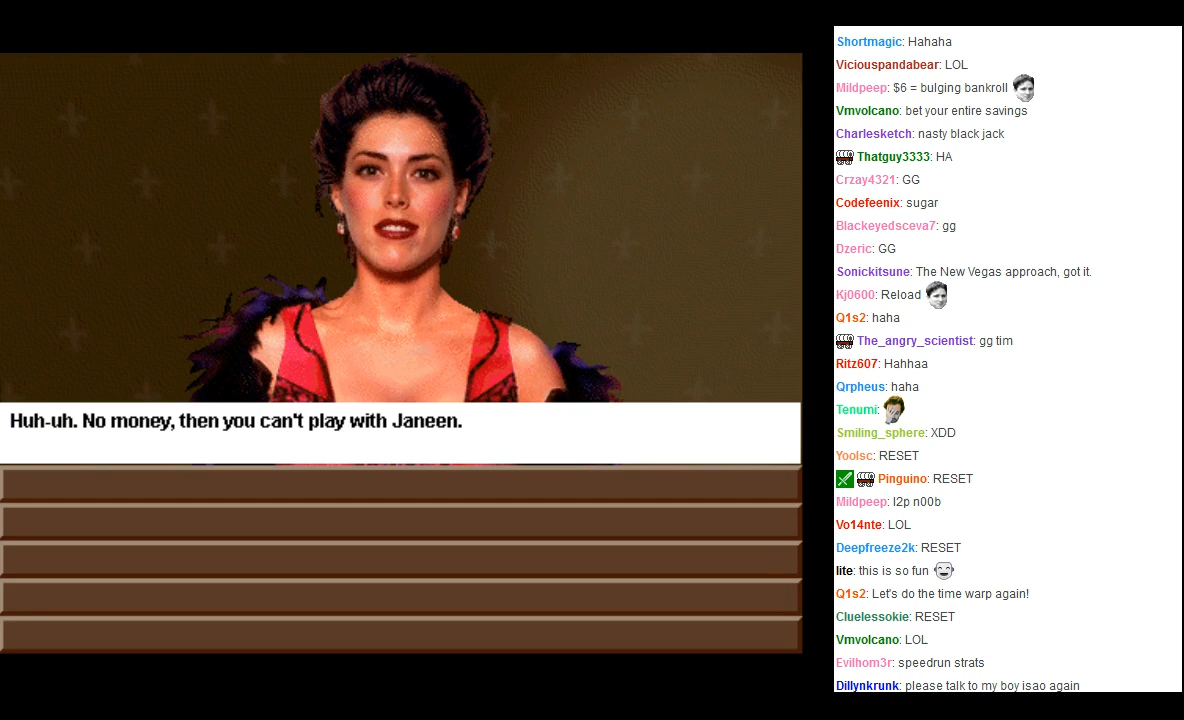 Huh-uh. No money, then you can't play with Janeen.
Shortmagic: Hahaha
Viciouspandabear: LOL
Mildpeep: $6 = bulging bankroll
Vmvolcano: bet your entire savings
Charlesketch: nasty black jack
Thatguy3333: HA
Crzay4321: GG
Codefeenix: sugar
Blackeyedsceva7: gg
Dzeric: GG
Sonickitsune: The New Vegas approach, got it.
Kj0600: Reload
Q1s2: haha
The_angry_scientist: gg tim
Ritz607: Hahhaa
Qrpheus: haha
Tenumi:
Smiling_sphere: XDD
Yoolsc: RESET
Pinguino: RESET
Mildpeep: l2p n00b
Vo14nte: LOL
Deepfreeze2k: RESET
lite: this is so fun
Q1s2: Let's do the time warp again!
Cluelessokie: RESET
Vmvolcano: LOL
Evilhom3r: speedrun strats
Dillynkrunk: please talk to my boy isao again